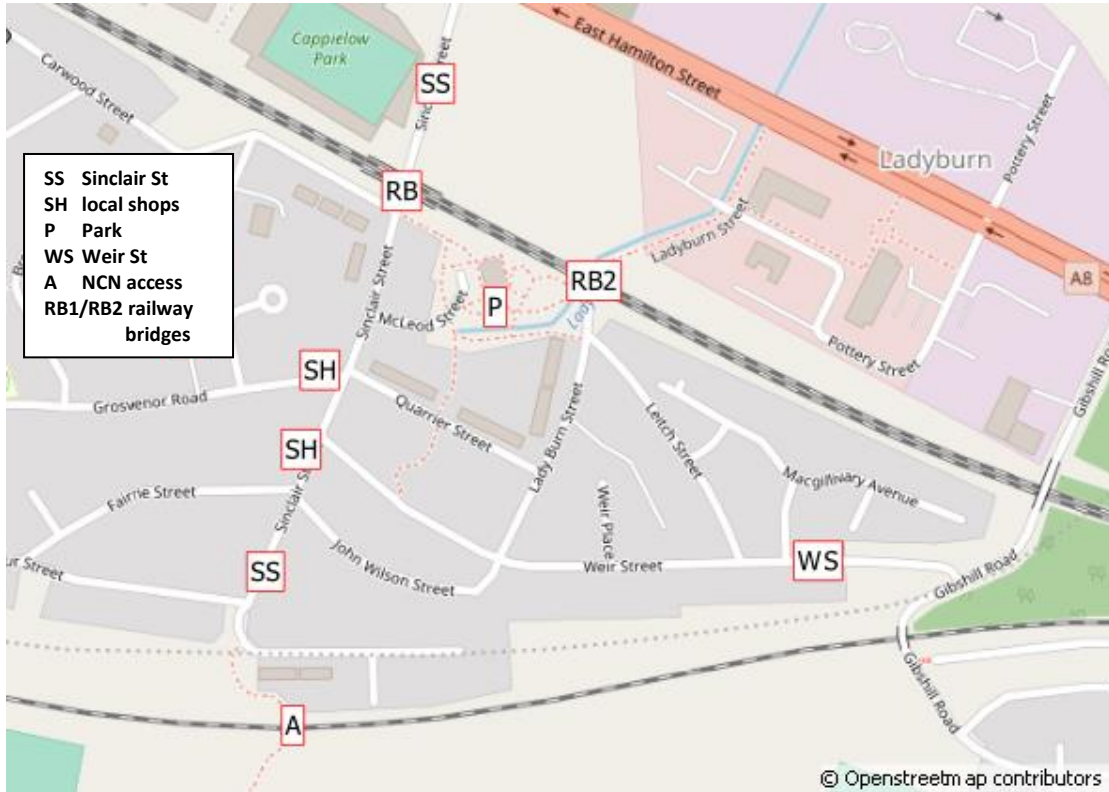 Cappielow
Park
SS
East Hamilton Street
Carwood Street
Pottery Street
Ladyburn
SS Sinclair St
SH local shops
P Park
WS Weir St
A NCN access
RB1/RB2 railway
bridges
RB
Ladyburn Street
RB2
A8
Sinclair Street
P
McLeod Street
Pottery Street
SH
Grosvenor Road
Quarrier Street
Gibshill
SH
Lady Burn Street
Leitch Street
Macgillivary Avenue
Fairrie Street
Weir Place
John Wilson Street
SS
Weir Street
WS
Gibshill Road
Street
Gibshill Road
A
© Openstreetmap contributors